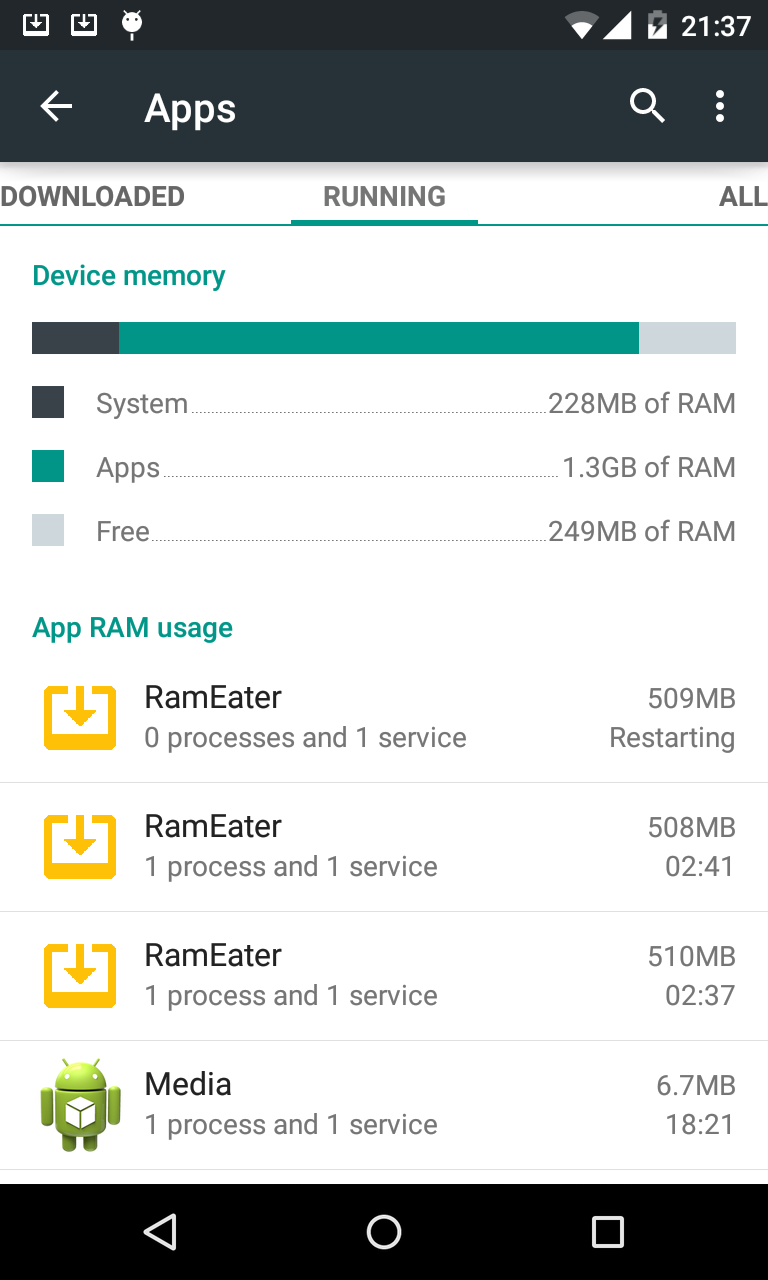 21:37
Apps
DOWNLOADED RUNNING ALL
Device memory
System 228MB of RAM
Apps 1.3GB of RAM
Free 249MB of RAM
App RAM usage
RamEater 509MB
0 processes and 1 service Restarting
RamEater 508MB
1 process and 1 service 02:41
RamEater 510MB
1 process and 1 service 02:37
Media 6.7MB
1 process and 1 service 18:21